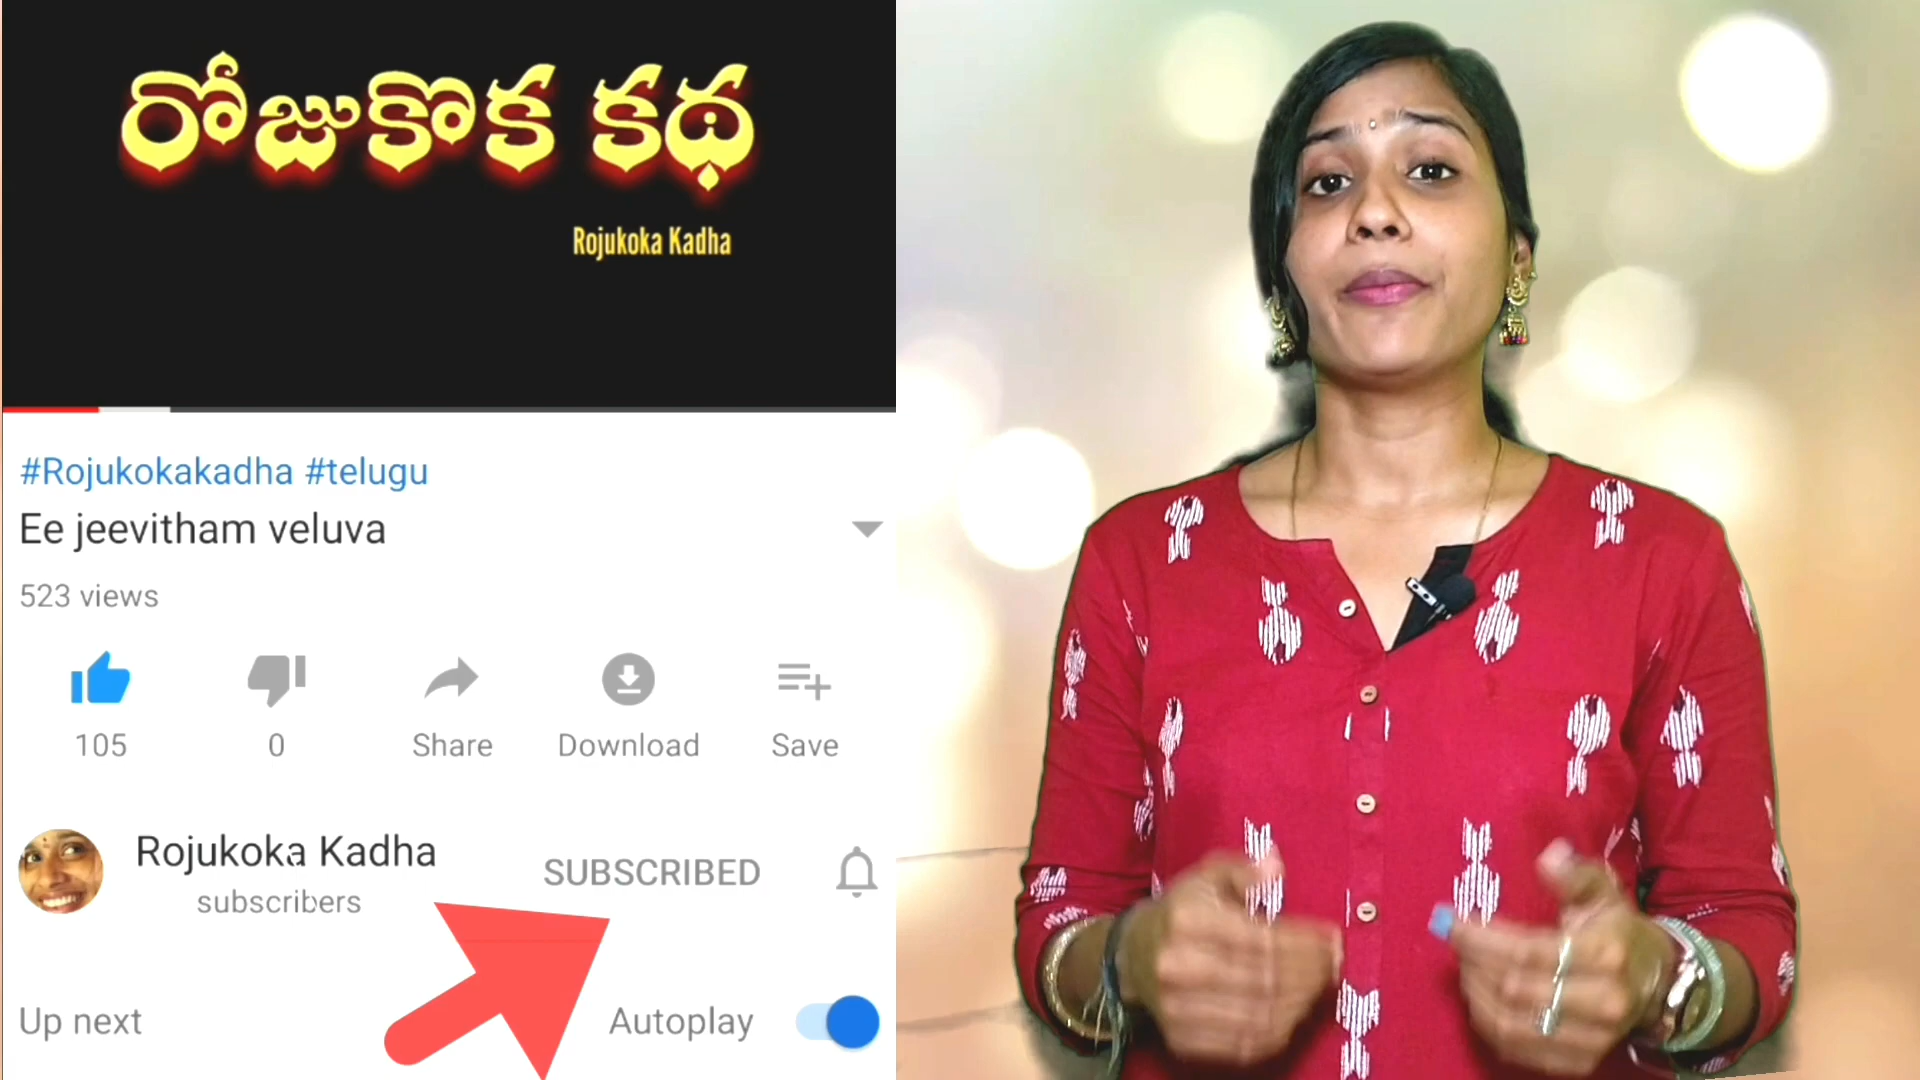 రోజుకొక కథ
Rojukoka Kadha
#Rojukokakadha #telugu
Ee jeevitham veluva
523 views
105
0
Share
Download
Save
Rojukoka Kadha
subscribers
SUBSCRIBED
Up next
Autoplay